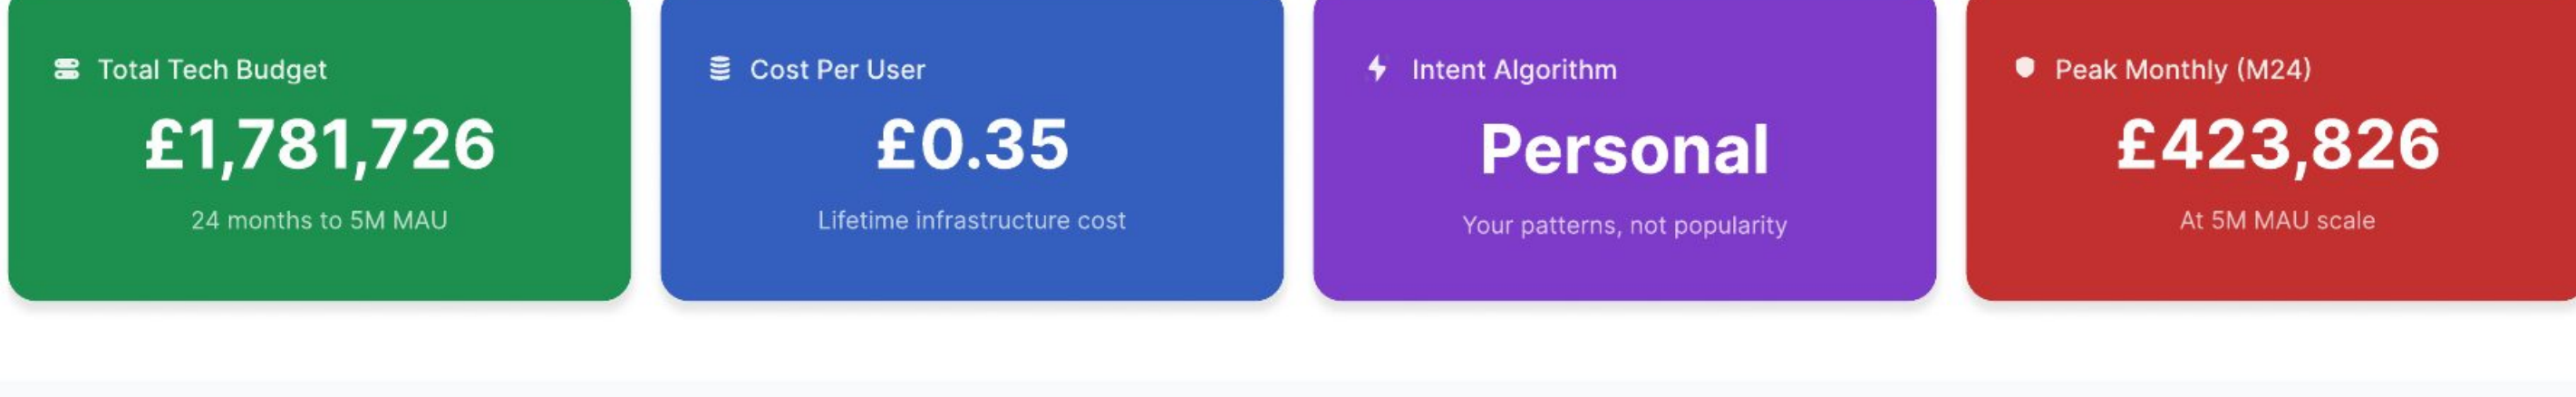 Total Tech Budget
£1,781,726
24 months to 5M MAU
Cost Per User
£0.35
Lifetime infrastructure cost
Intent Algorithm
Personal
Your patterns, not popularity
Peak Monthly (M24)
£423,826
At 5M MAU scale